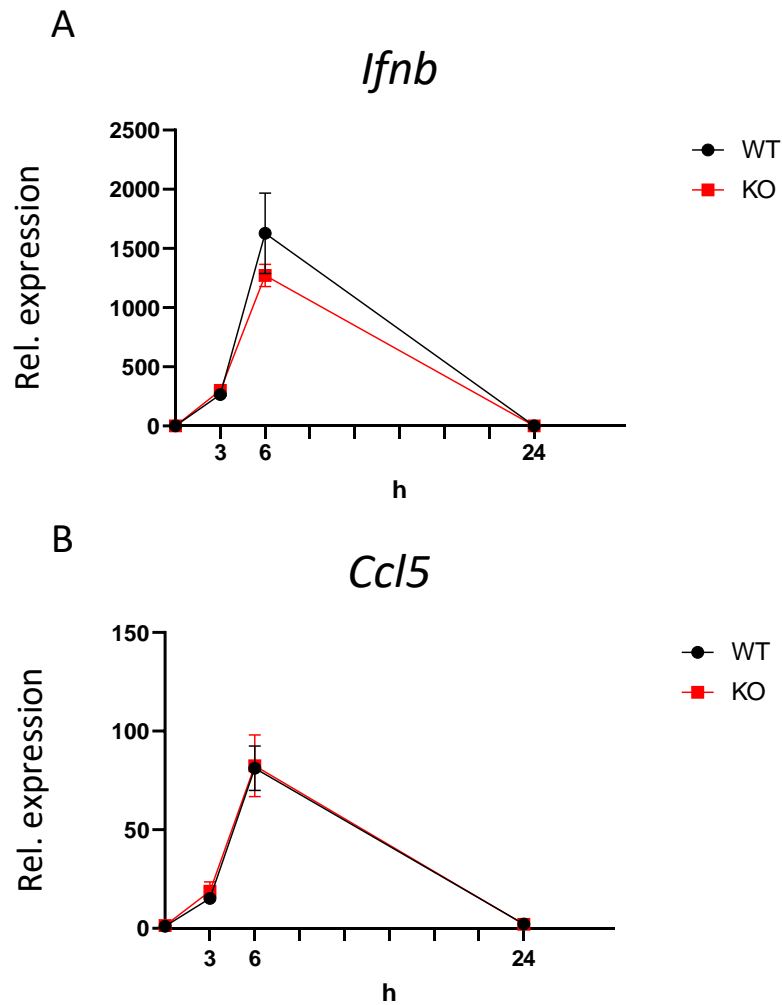 A
Ifnb
2500
2000
1500
1000
500
0
Rel. expression
3 6 24
h
WT
KO
B
Ccl5
150
100
50
0
Rel. expression
3 6 24
h
WT
KO